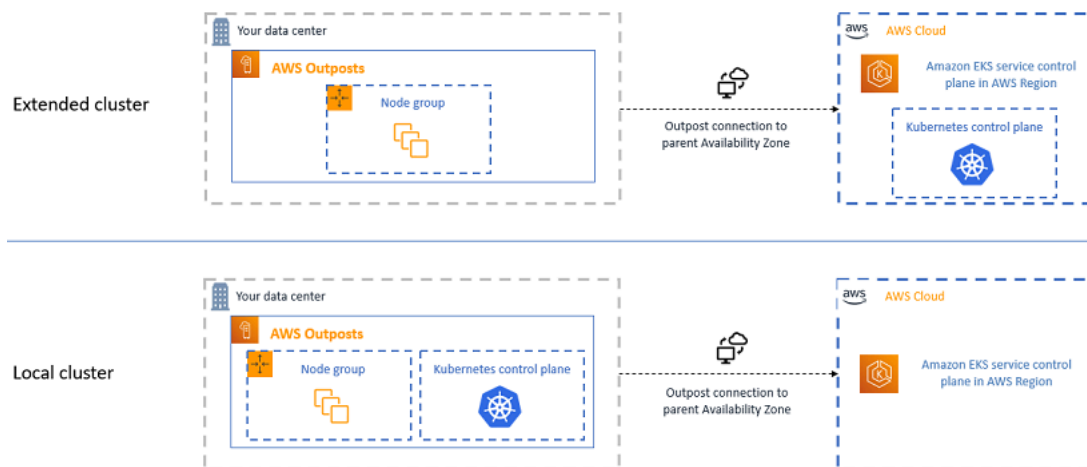 Extended cluster
Your data center
AWS Outposts
Node group
Outpost connection to
parent Availability Zone
aws
AWS Cloud
Amazon EKS service control
plane in AWS Region
Kubernetes control plane
Local cluster
Your data center
AWS Outposts
Node group
Kubernetes control plane
Outpost connection to
parent Availability Zone
aws
AWS Cloud
Amazon EKS service control
plane in AWS Region